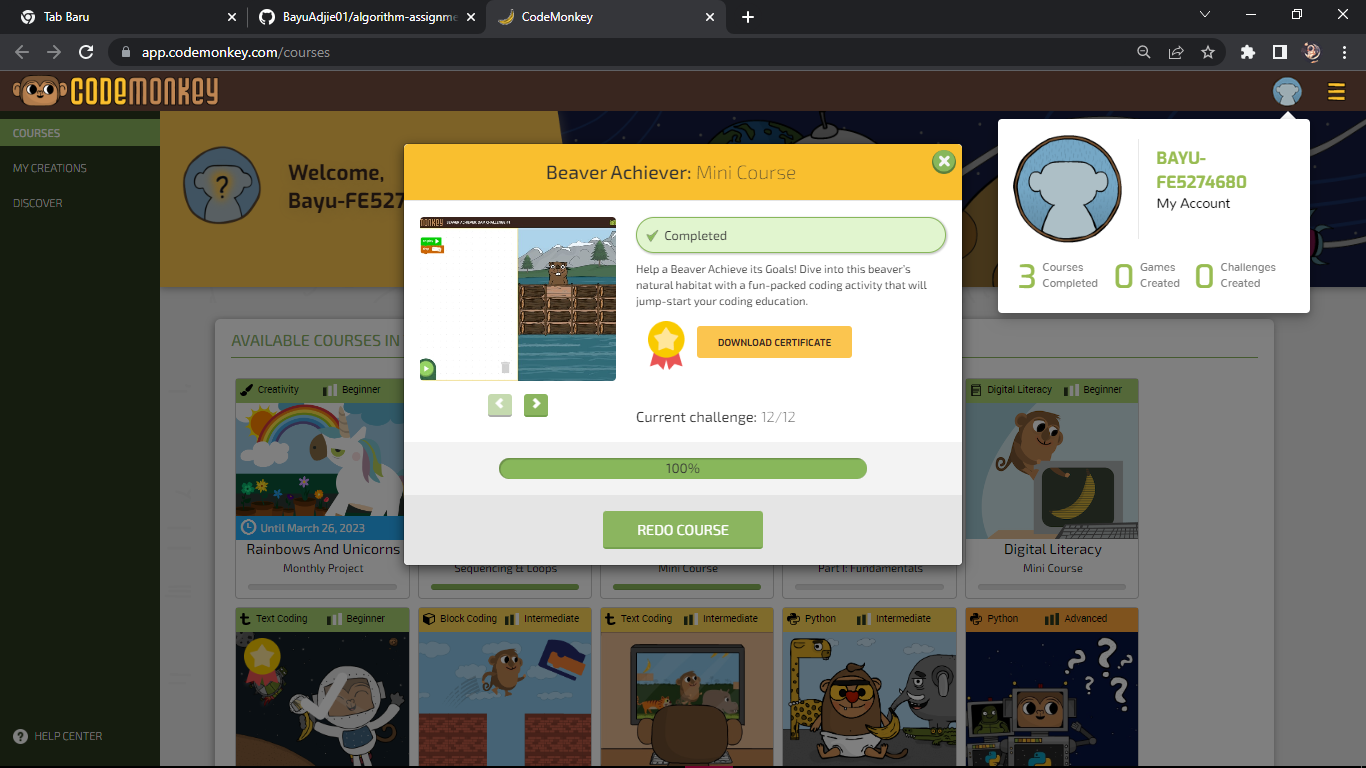 Tab Baru
BayuAdjie01/algorithm-assignme
CodeMonkey
app.codemonkey.com/courses
CODEMONKEY
COURSES
MY CREATIONS
DISCOVER
HELP CENTER
Welcome,
Bayu-FE527
BAYU-
FE5274680
My Account
3 Courses Completed
0 Games Created
0 Challenges Created
AVAILABLE COURSES IN
Beaver Achiever: Mini Course
Completed
Help a Beaver Achieve its Goals! Dive into this beaver's
natural habitat with a fun-packed coding activity that will
jump-start your coding education.
DOWNLOAD CERTIFICATE
Current challenge: 12/12
100%
REDO COURSE
Creativity Beginner
Until March 26, 2023
Rainbows And Unicorns
Monthly Project
Sequencing & Loops
Mini Course
Part I: Fundamentals
Digital Literacy Beginner
Digital Literacy
Mini Course
Text Coding Beginner
Block Coding Intermediate
Text Coding Intermediate
Python Intermediate
Python Advanced